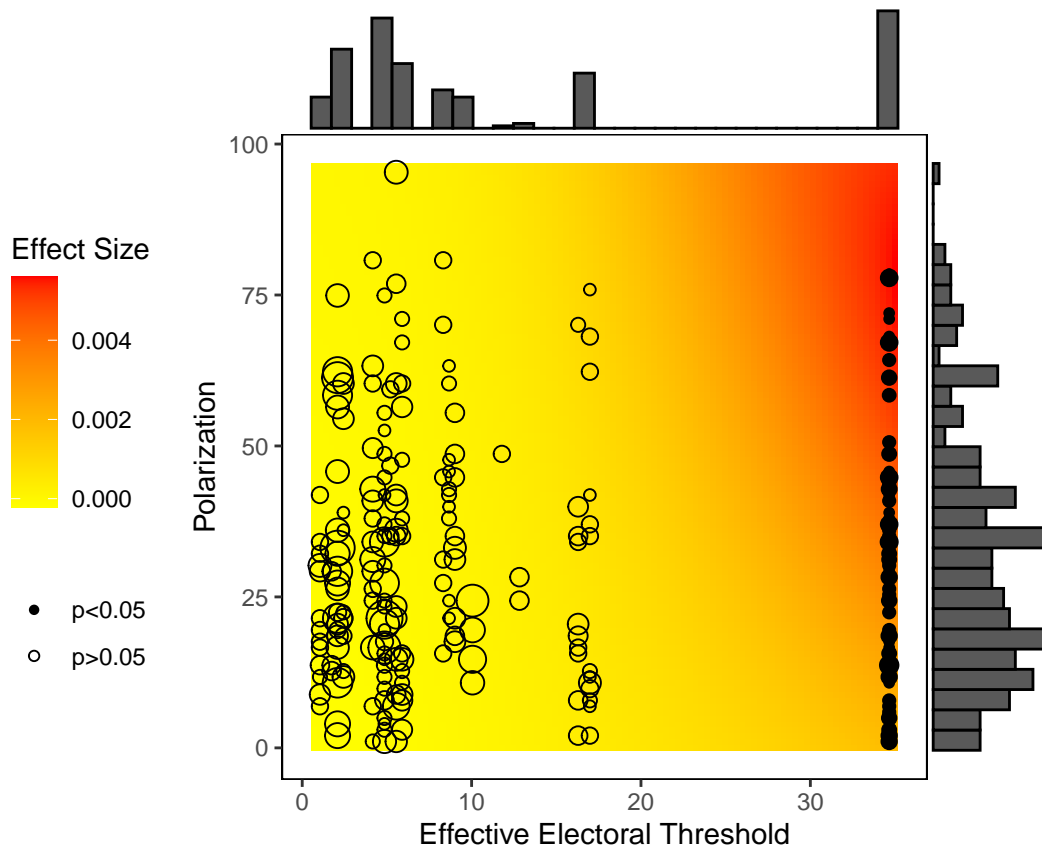 Effect Size
0.004
0.002
0.000
p<0.05
p>0.05
Polarization
100
75
50
25
0
0 10 20 30
Effective Electoral Threshold